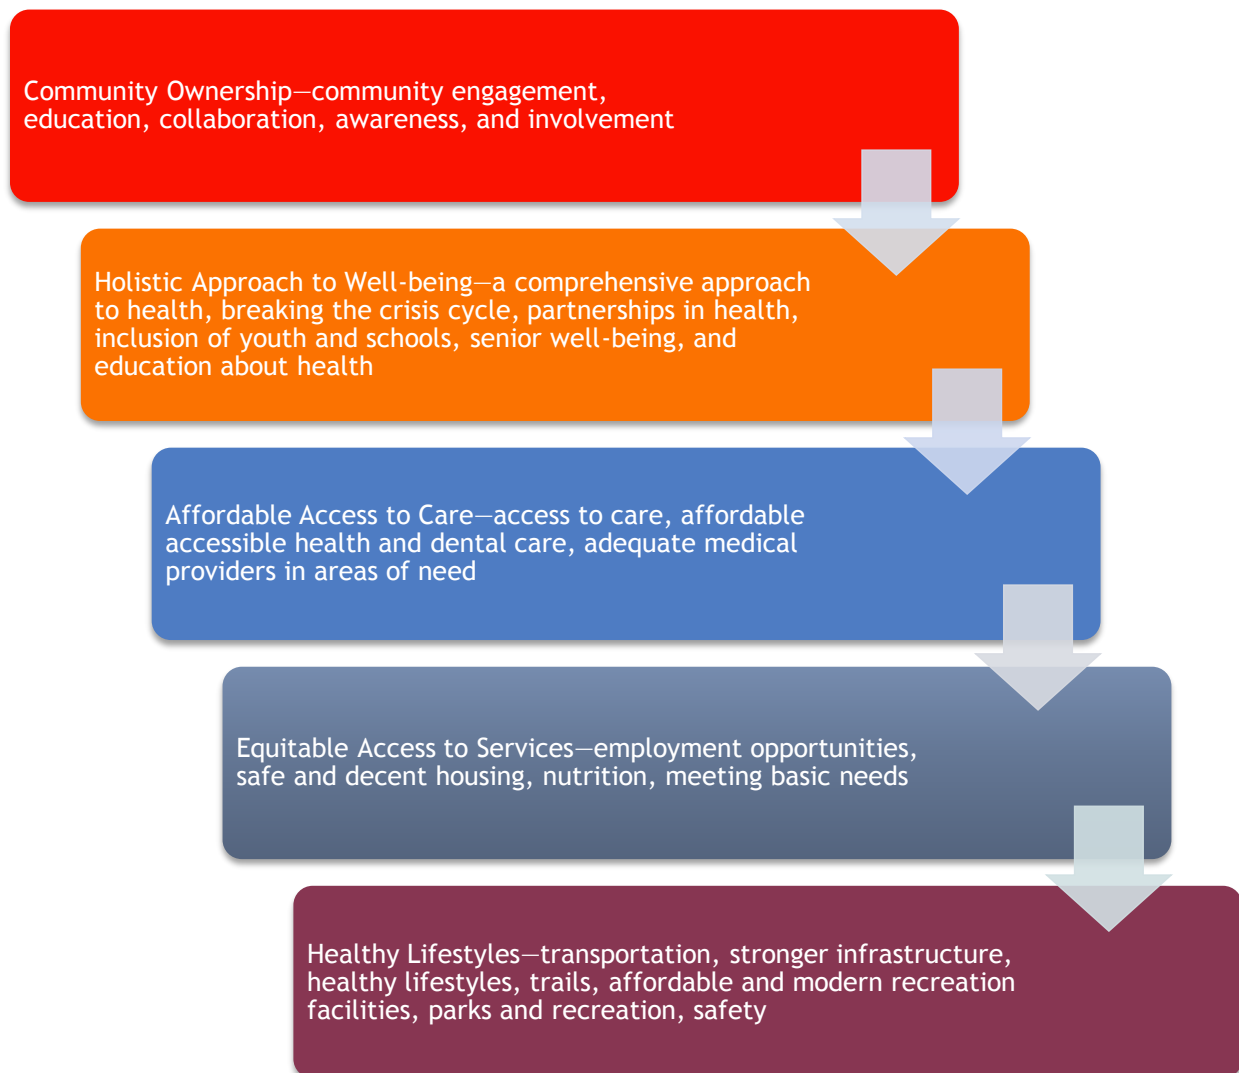 Community Ownership—community engagement,
education, collaboration, awareness, and involvement
Holistic Approach to Well-being—a comprehensive approach
to health, breaking the crisis cycle, partnerships in health,
inclusion of youth and schools, senior well-being, and
education about health
Affordable Access to Care—access to care, affordable
accessible health and dental care, adequate medical
providers in areas of need
Equitable Access to Services—employment opportunities,
safe and decent housing, nutrition, meeting basic needs
Healthy Lifestyles—transportation, stronger infrastructure,
healthy lifestyles, trails, affordable and modern recreation
facilities, parks and recreation, safety